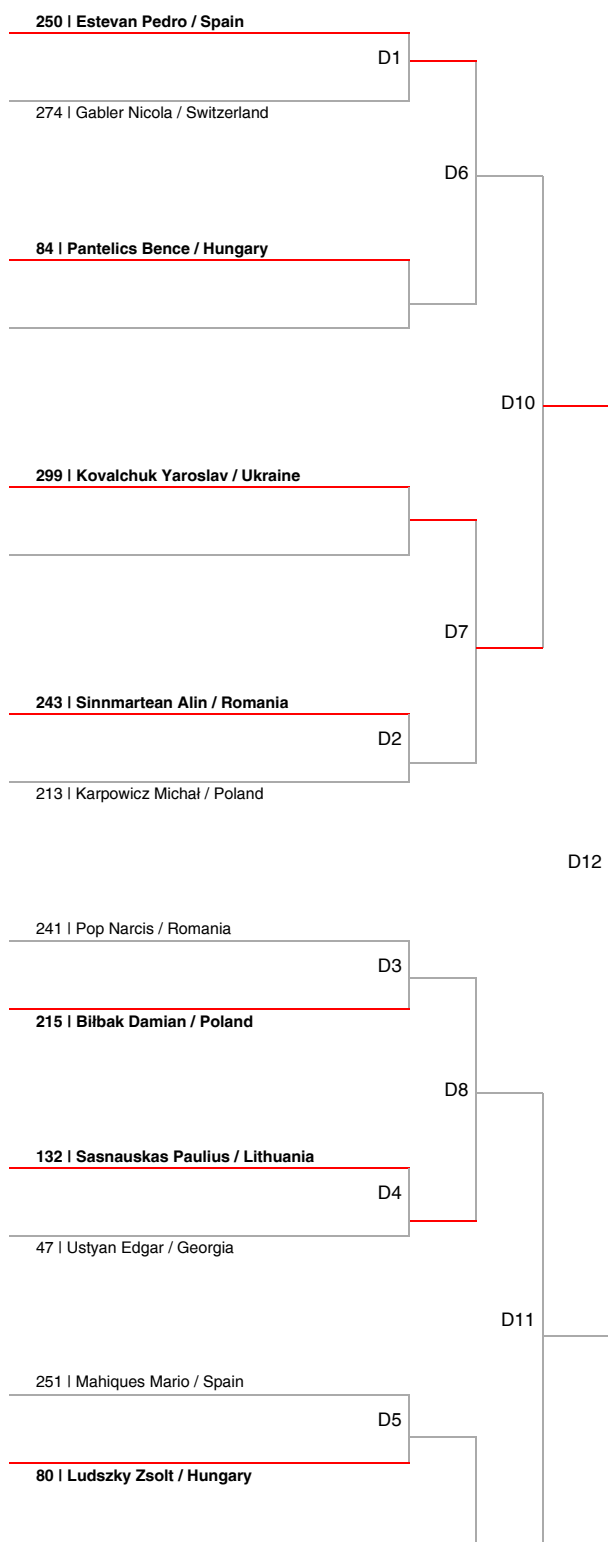 250 | Estevan Pedro / Spain
D1
274 | Gabler Nicola / Switzerland
D6
84 | Pantelics Bence / Hungary
D10
299 | Kovalchuk Yaroslav / Ukraine
D7
243 | Sinnmartean Alin / Romania
D2
213 | Karpowicz Michał / Poland
D12
241 | Pop Narcis / Romania
D3
215 | Biłbak Damian / Poland
D8
132 | Sasnauskas Paulius / Lithuania
D4
47 | Ustyan Edgar / Georgia
D11
251 | Mahiques Mario / Spain
D5
80 | Ludszky Zsolt / Hungary